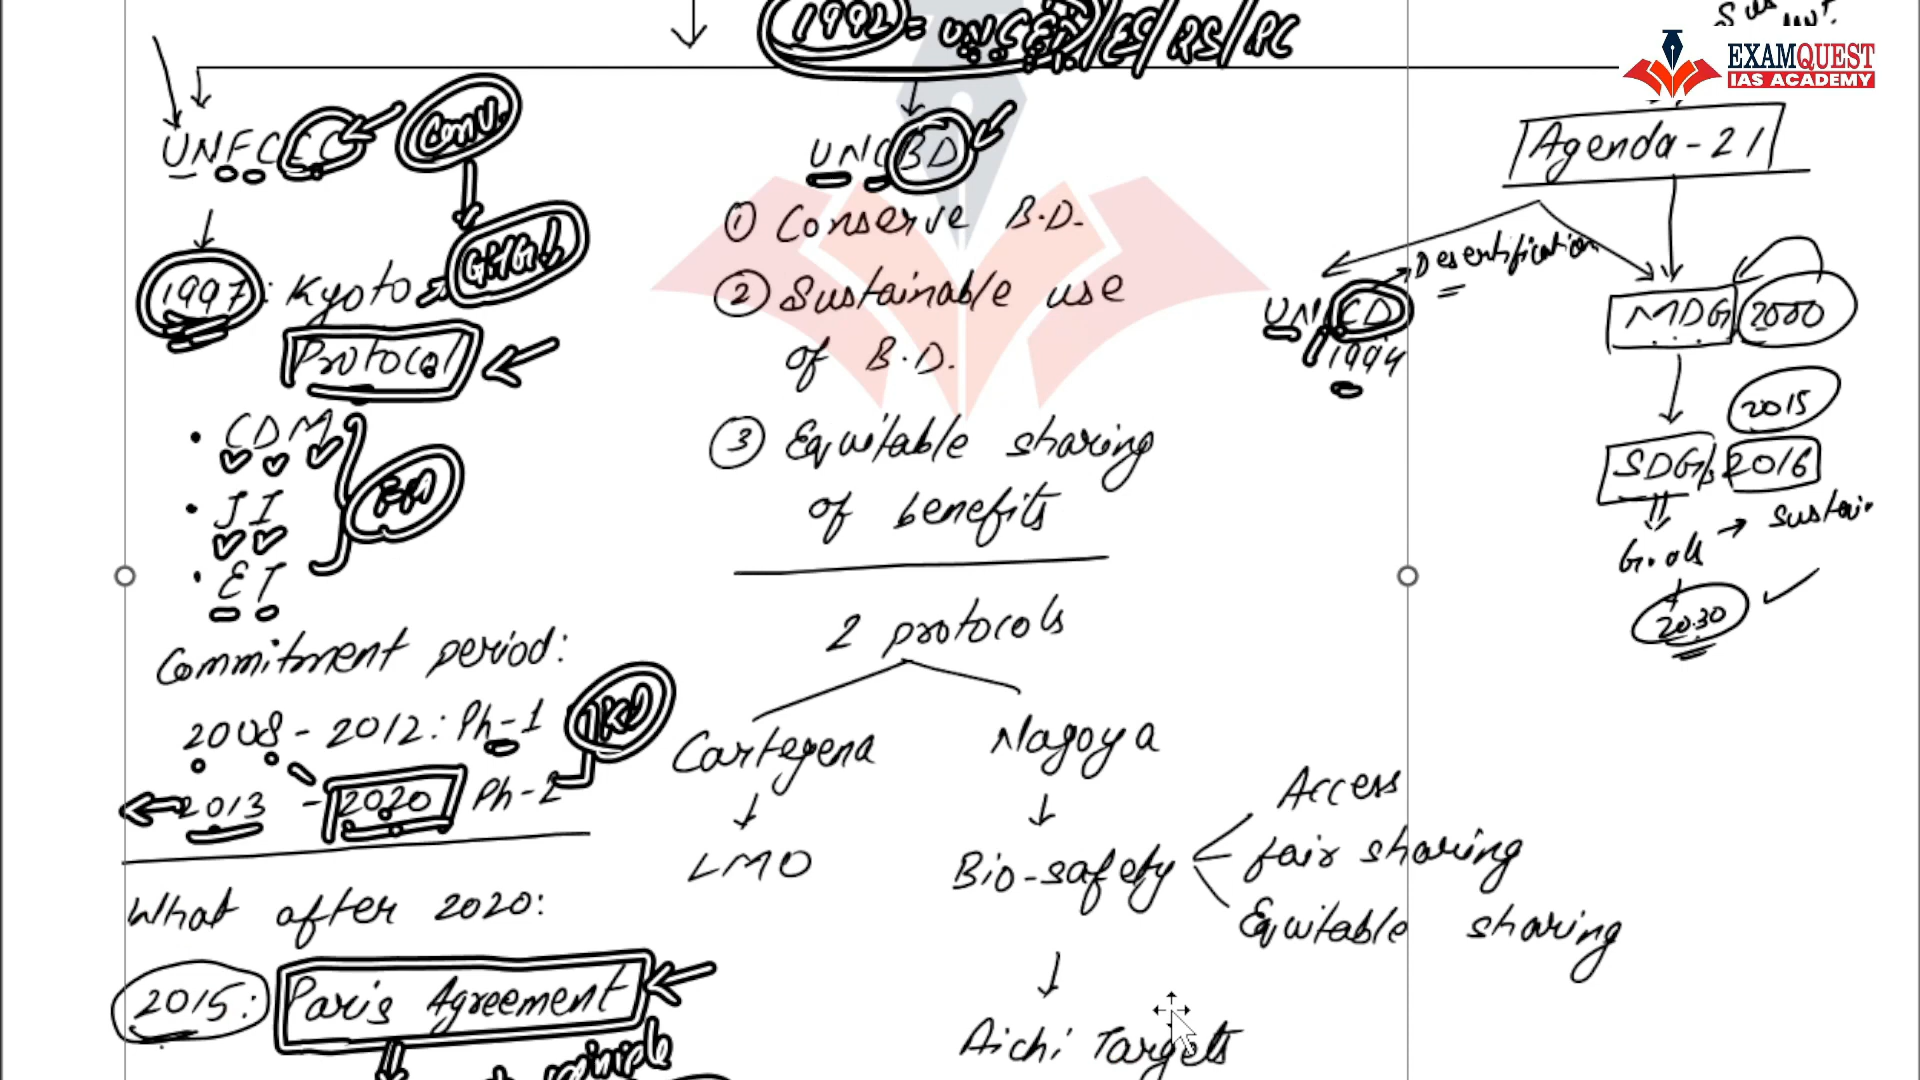 1992 = UNCED/ES/RS/RC
Sus
EXAMQUEST
IAS ACADEMY
UNFCCC
Conv.
1997: Kyoto
Protocol
• CDM
• JI
• ET
Commitment period:
2008 - 2012: Ph-1
2013 - 2020 Ph-2
What after 2020:
2015: Paris Agreement
UNCBD
① Conserve B.D.
② Sustainable use
of B.D.
③ Equitable sharing
of benefits
2 protocols
Cartegena
LMO
Nagoya
Bio-safety
Access
fair sharing
Equitable sharing
Aichi Targets
Agenda-21
Desertification
UNCCD
1994
MDG 2000
2015
SDG 2016
Goals → Sustai
2030